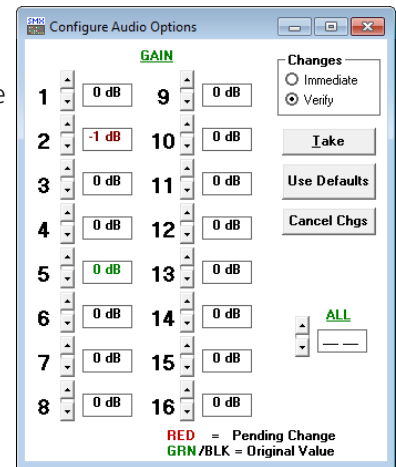 SMX Configure Audio Options
GAIN
1 0 dB 9 0 dB
2 -1 dB 10 0 dB
3 0 dB 11 0 dB
4 0 dB 12 0 dB
5 0 dB 13 0 dB
6 0 dB 14 0 dB
7 0 dB 15 0 dB
8 0 dB 16 0 dB
Changes
Immediate
Verify
Take
Use Defaults
Cancel Chgs
ALL
— —
RED = Pending Change
GRN/BLK = Original Value
e